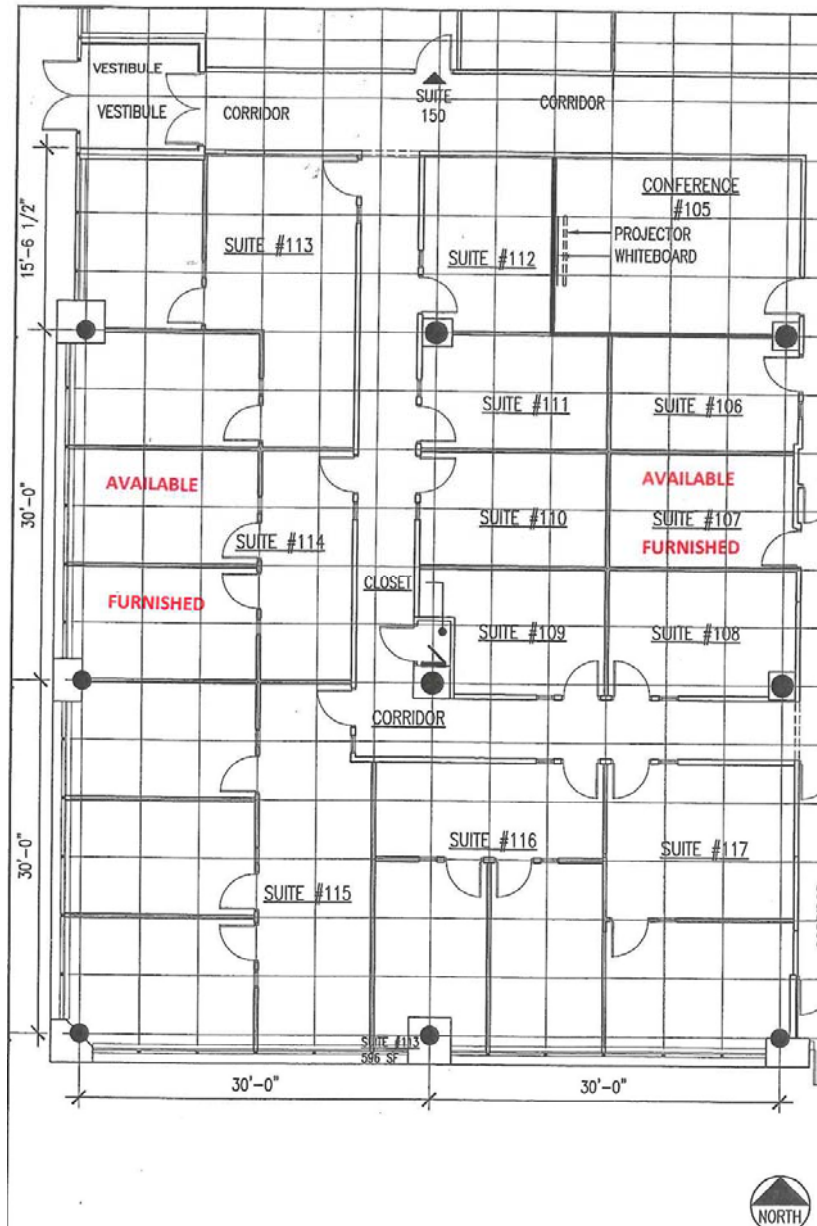 VESTIBULE
VESTIBULE
CORRIDOR
SUITE
150
CORRIDOR
15'-6 1/2"
SUITE #113
SUITE #112
CONFERENCE
#105
PROJECTOR
WHITEBOARD
SUITE #111
SUITE #106
30'-0"
AVAILABLE
AVAILABLE
SUITE #110
SUITE #107
SUITE #114
FURNISHED
CLOSET
FURNISHED
SUITE #109
SUITE #108
CORRIDOR
30'-0"
SUITE #116
SUITE #117
SUITE #115
SUITE #113
596 SF
30'-0"
30'-0"
NORTH